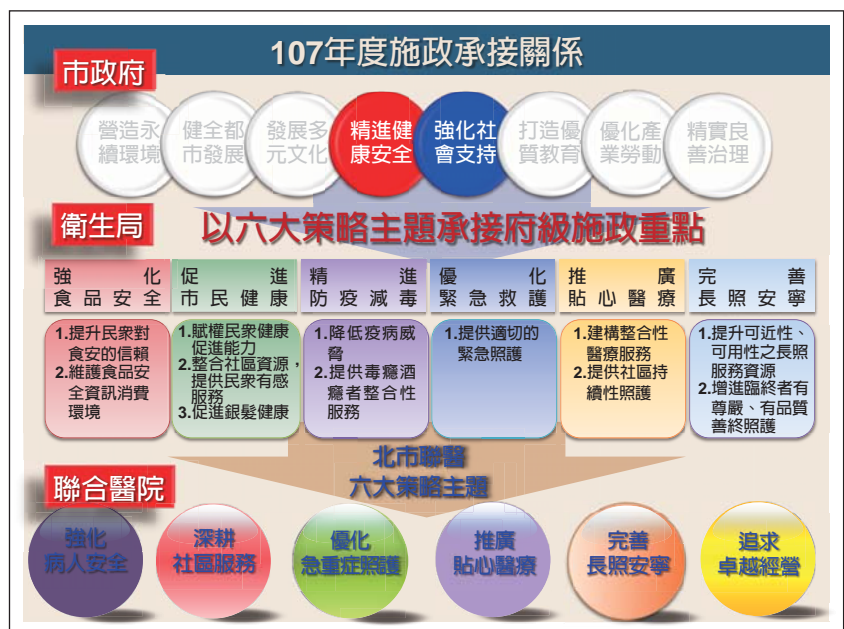 107年度施政承接關係
市政府
營造永
續環境
健全都
市發展
發展多
元文化
精進健
康安全
強化社
會支持
打造優
質教育
優化產
業勞動
精實良
善治理
衛生局
以六大策略主題承接府級施政重點
強化
食品安全
1.提升民眾對
食安的信賴
2.維護食品安
全資訊消費
環境
促進
市民健康
1.賦權民眾健康
促進能力
2.整合社區資源，
提供民眾有感
服務
3.促進銀髮健康
精進
防疫減毒
1.降低疫病威
脅
2.提供毒癮酒
癮者整合性
服務
優化
緊急救護
1.提供適切的
緊急照護
推廣
貼心醫療
1.建構整合性
醫療服務
2.提供社區持
續性照護
完善
長照安寧
1.提升可近性、
可用性之長照
服務資源
2.增進臨終者有
尊嚴、有品質
善終照護
北市聯醫
六大策略主題
聯合醫院
強化
病人安全
深耕
社區服務
優化
急重症照護
推廣
貼心醫療
完善
長照安寧
追求
卓越經營